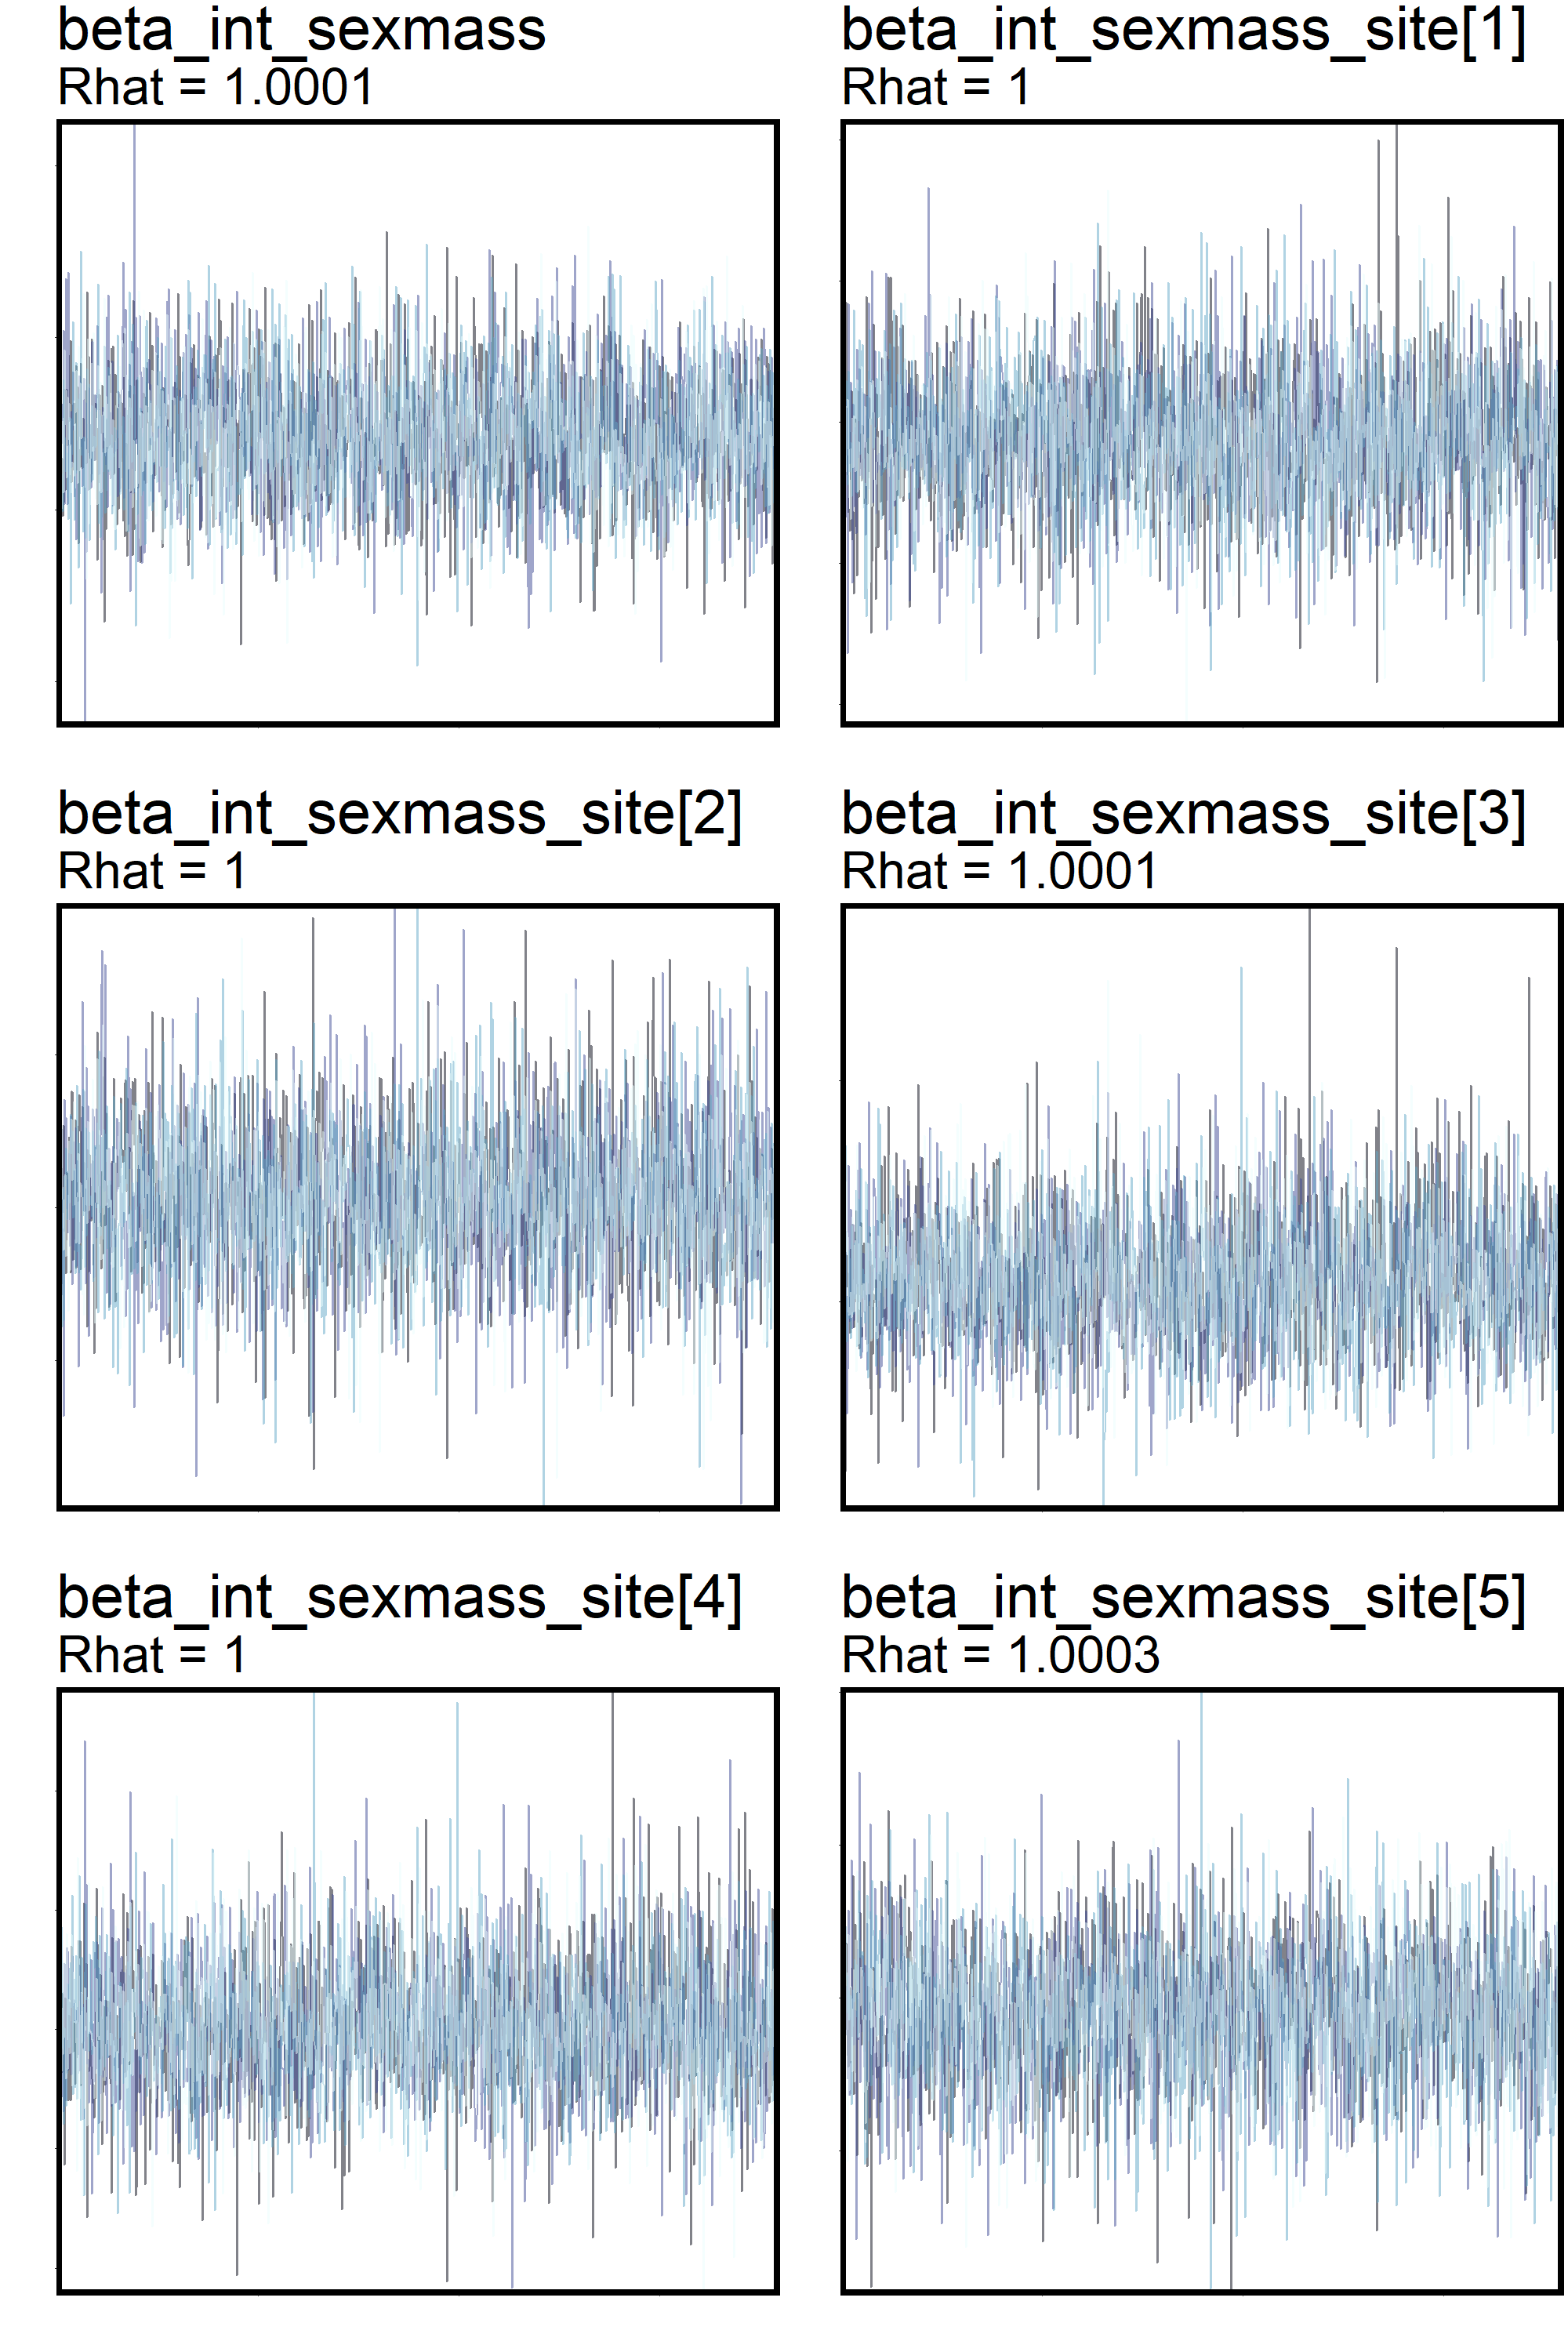 beta_int_sexmass
Rhat = 1.0001
beta_int_sexmass_site[1]
Rhat = 1
beta_int_sexmass_site[2]
Rhat = 1
beta_int_sexmass_site[3]
Rhat = 1.0001
beta_int_sexmass_site[4]
Rhat = 1
beta_int_sexmass_site[5]
Rhat = 1.0003